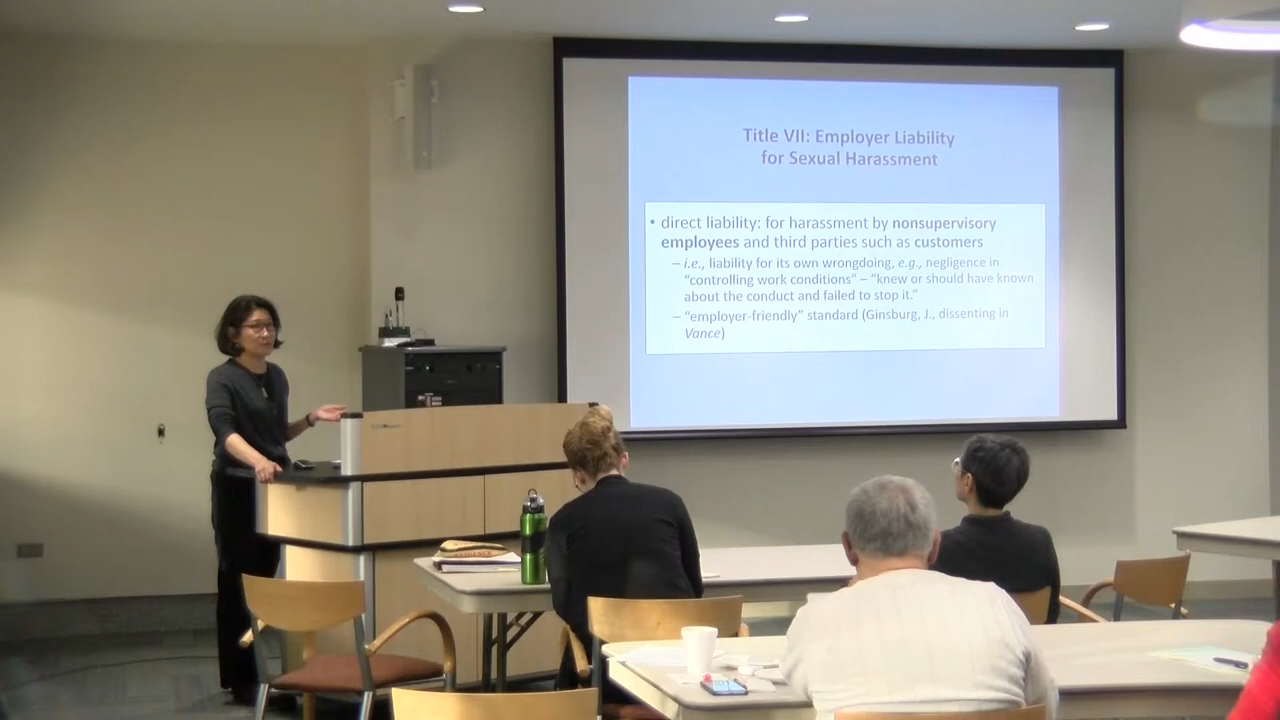 Title VII: Employer Liability
for Sexual Harassment
• direct liability: for harassment by nonsupervisory
employees and third parties such as customers
– i.e., liability for its own wrongdoing, e.g., negligence in
“controlling work conditions” – “knew or should have known
about the conduct and failed to stop it.”
– “employer-friendly” standard (Ginsburg, J., dissenting in
Vance)